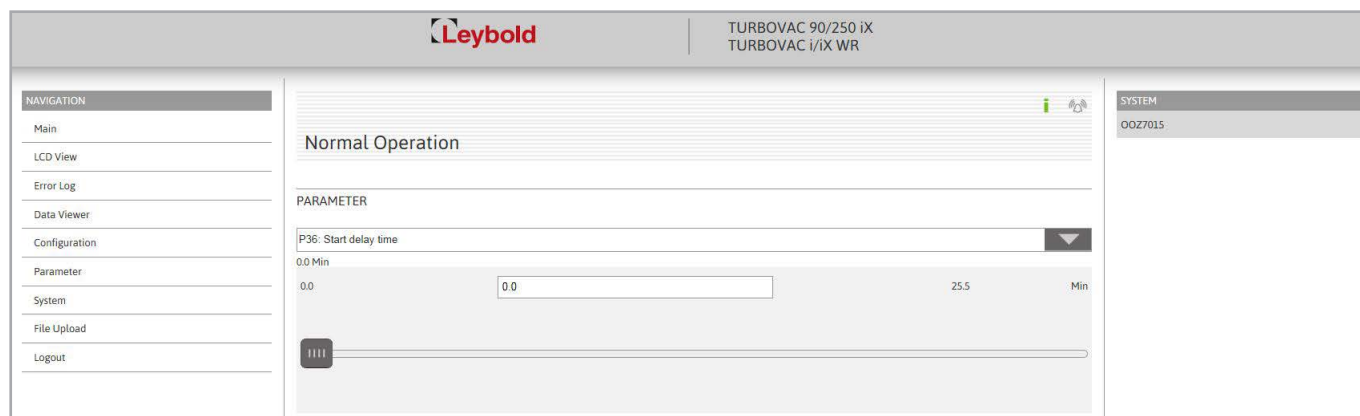 Leybold
TURBOVAC 90/250 iX
TURBOVAC i/iX WR
NAVIGATION
Main
LCD View
Error Log
Data Viewer
Configuration
Parameter
System
File Upload
Logout
Normal Operation
PARAMETER
P36: Start delay time
0.0 Min
0.0 0.0 25.5 Min
SYSTEM
OOZ7015